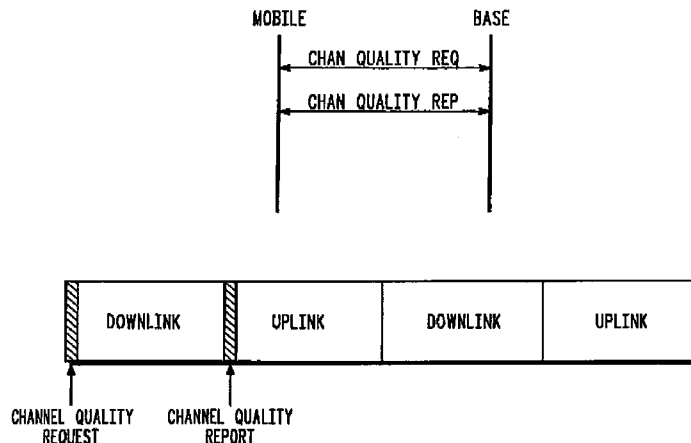 MOBILE BASE
CHAN QUALITY REQ
CHAN QUALITY REP
DOWNLINK UPLINK DOWNLINK UPLINK
CHANNEL QUALITY REQUEST
CHANNEL QUALITY REPORT